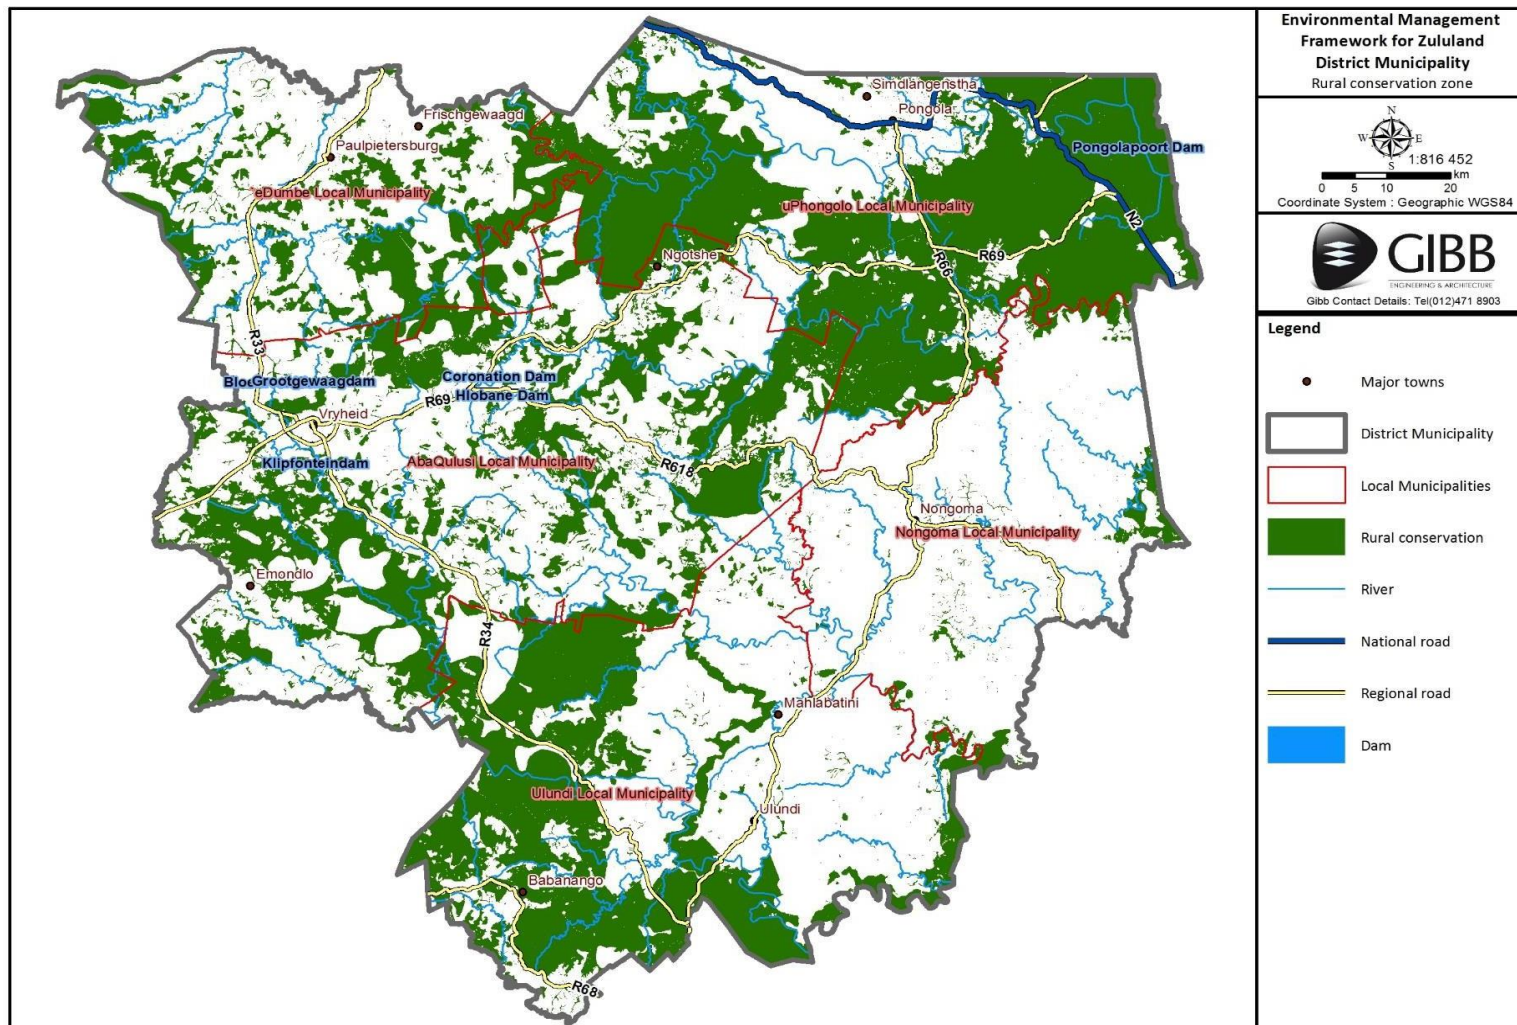 Environmental Management
Framework for Zululand
District Municipality
Rural conservation zone
N
W E
S
1:816 452
km
0 5 10 20
Coordinate System : Geographic WGS84
GIBB
ENGINEERING & ARCHITECTURE
Gibb Contact Details: Tel(012)471 8903
Legend
Major towns
District Municipality
Local Municipalities
Rural conservation
River
National road
Regional road
Dam
Simdlangenstha
Pongola
Frischgewaagd
Paulpietersburg
Pongolapoort Dam
eDumbe Local Municipality
uPhongolo Local Municipality
N2
Ngotshe
R69
R66
R33
Grootgewaagdam
Coronation Dam
Hlobane Dam
R69
Vryheid
Klipfonteindam
AbaQulusi Local Municipality
R618
Nongoma
Nongoma Local Municipality
Emondlo
R34
Mahlabatini
Ulundi Local Municipality
Ulundi
Babanango
R68